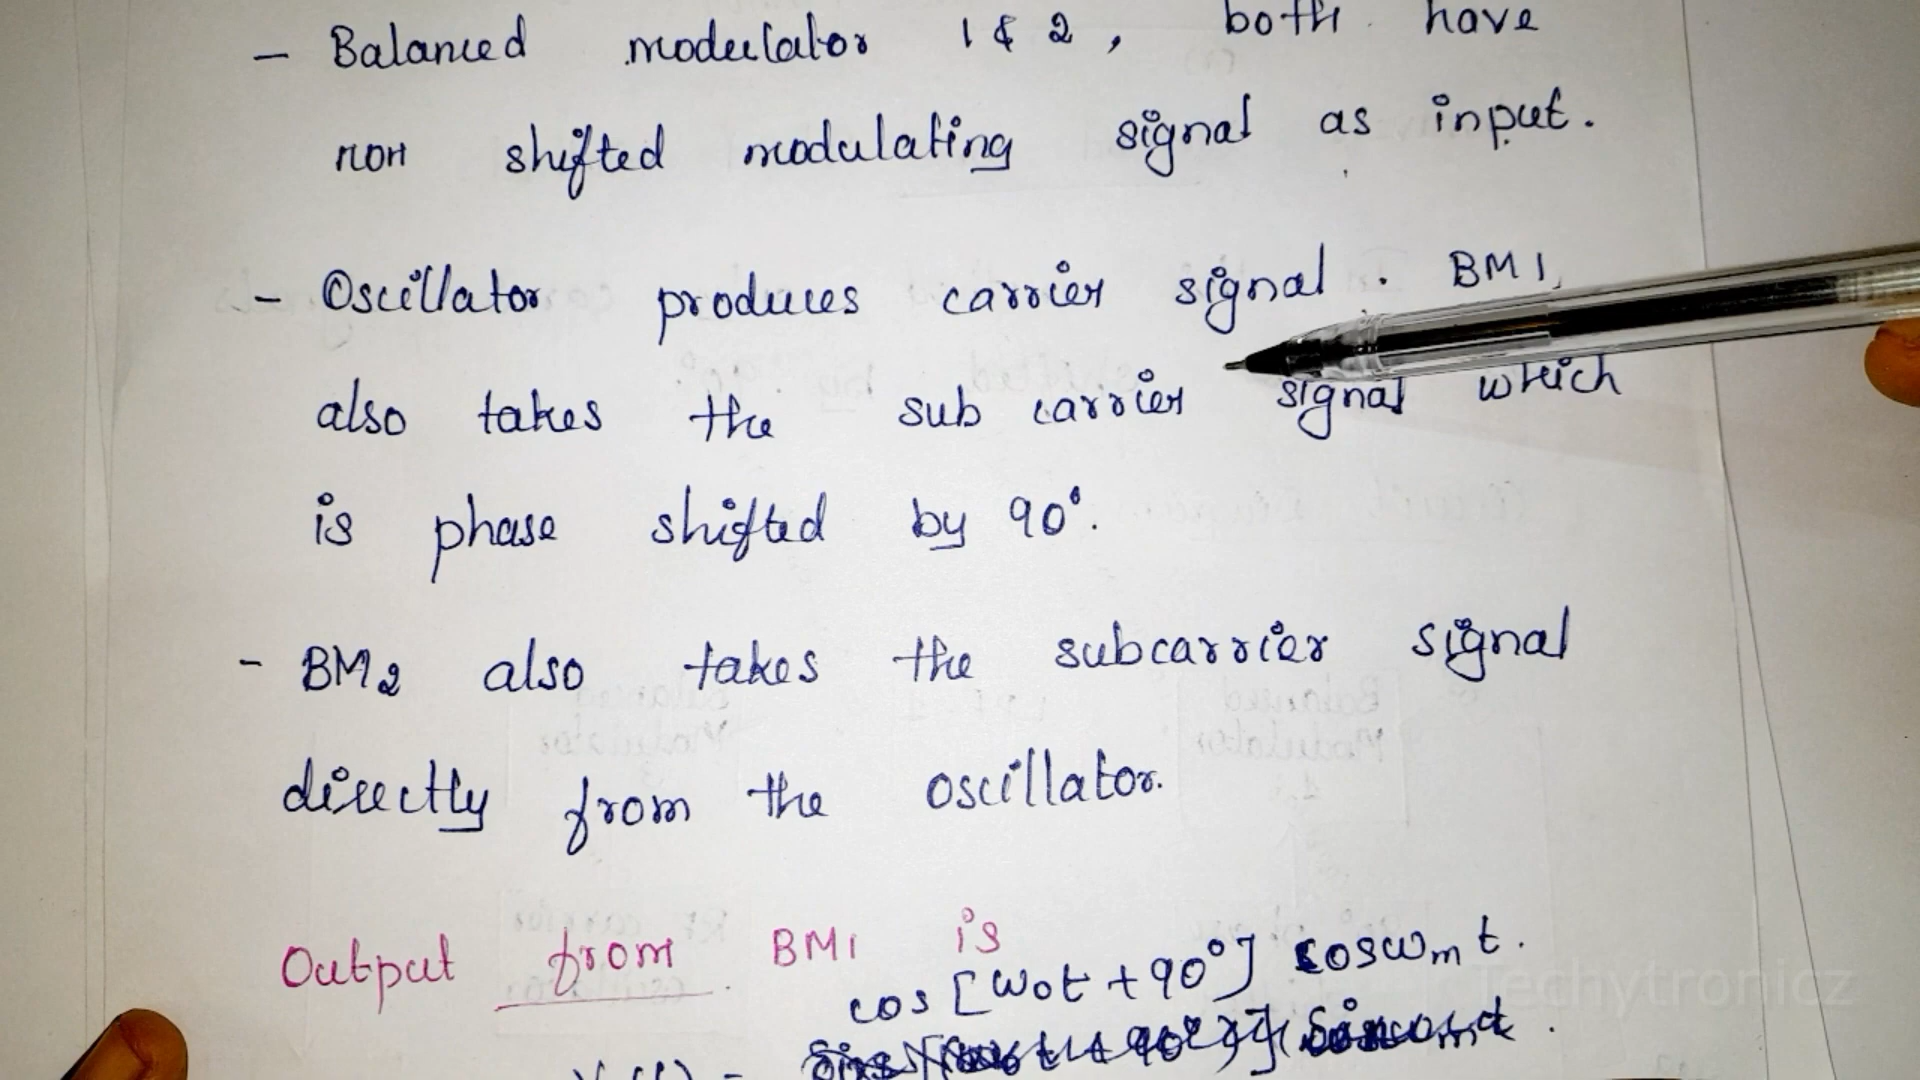 - Balanced modulator 1 & 2, both have
non shifted modulating signal as input.
- Oscillator produces carrier signal. BM1,
also takes the sub carrier signal which
is phase shifted by 90°.
- BM2 also takes the subcarrier signal
directly from the oscillator.
Output from BM1 is
cos [ω0t + 90°] cosωmt.
Techytronicz